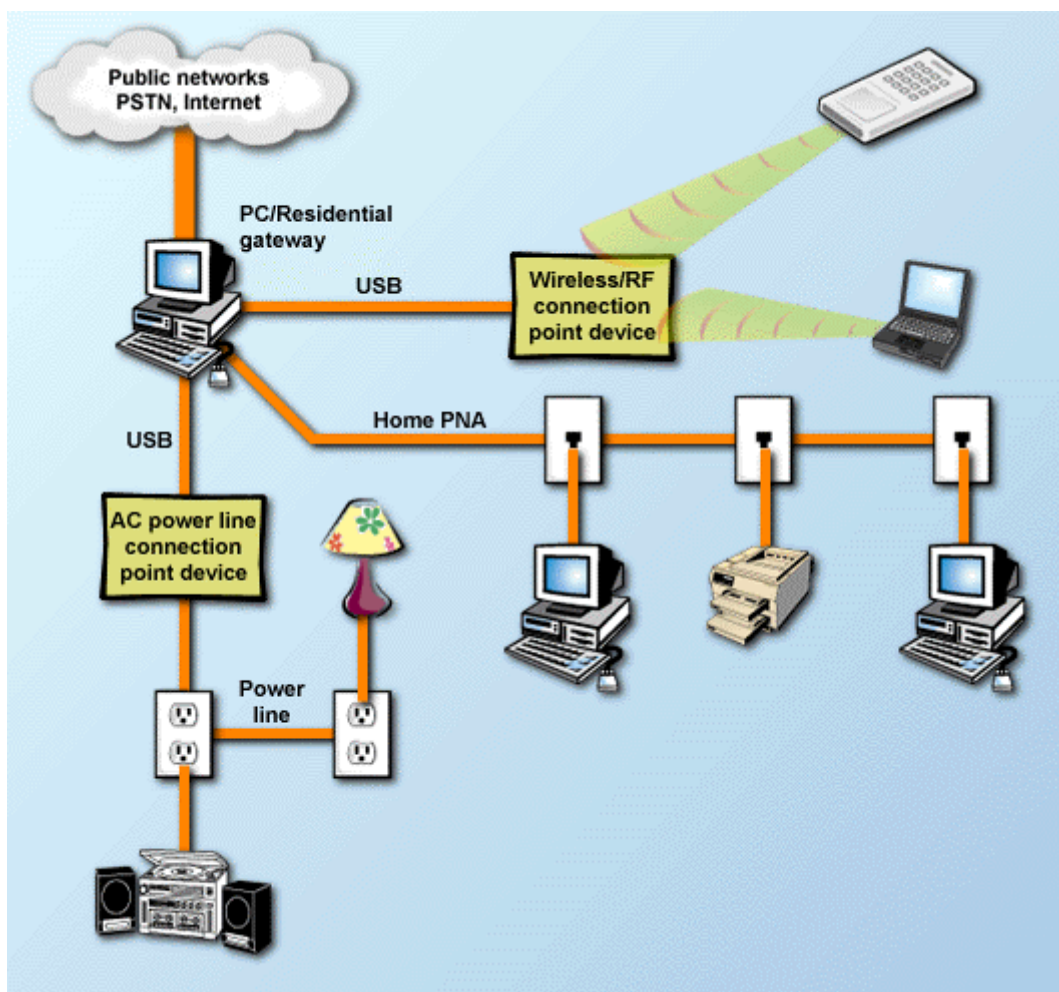 Public networks
PSTN, Internet
PC/Residential
gateway
USB
Wireless/RF
connection
point device
Home PNA
USB
AC power line
connection
point device
Power
line